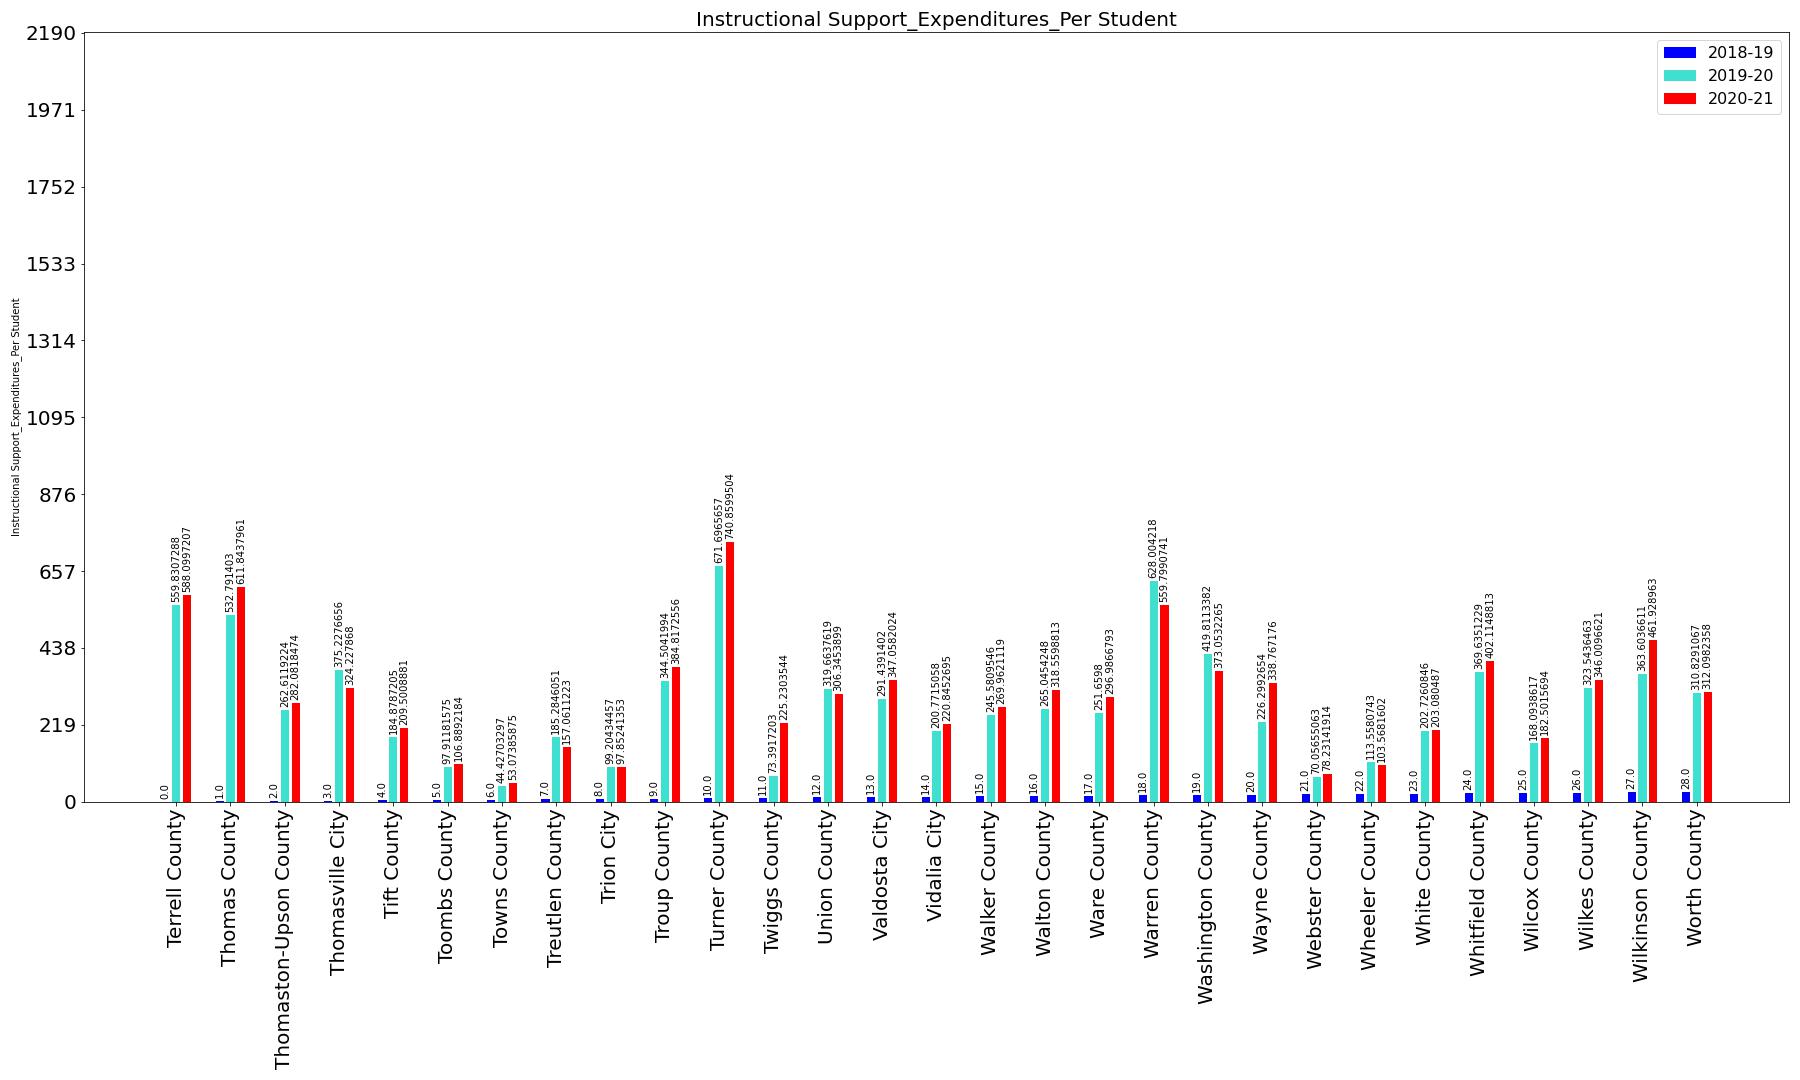 Instructional Support_Expenditures_Per Student
2018-19
2019-20
2020-21
Instructional Support_Expenditures_Per Student
2190
1971
1752
1533
1314
1095
876
657
438
219
0
0.0 559.8307288 588.0997207
1.0 532.791403 611.8437961
2.0 262.6119224 282.0818474
3.0 375.2276656 324.227868
4.0 184.8787205 209.5000881
5.0 97.91181575 106.8892184
6.0 44.42703297 53.07385875
7.0 185.2846051 157.0611223
8.0 99.20434457 97.85241353
9.0 344.5041994 384.8172556
10.0 671.6965657 740.8599504
11.0 73.3917203 225.2303544
12.0 319.6637619 306.3453899
13.0 291.4391402 347.0582024
14.0 200.7715058 220.8452695
15.0 245.5809546 269.9621119
16.0 265.0454248 318.5598813
17.0 251.6598 296.9866793
18.0 628.004218 559.7990741
19.0 419.8113382 373.0532265
20.0 226.2992654 338.767176
21.0 70.05655063 78.23141914
22.0 113.5580743 103.5681602
23.0 202.7260846 203.080487
24.0 369.6351229 402.1148813
25.0 168.0938617 182.5015694
26.0 323.5436463 346.0096621
27.0 363.6036611 461.928963
28.0 310.8291067 312.0982358
Terrell County
Thomas County
Thomaston-Upson County
Thomasville City
Tift County
Toombs County
Towns County
Treutlen County
Trion City
Troup County
Turner County
Twiggs County
Union County
Valdosta City
Vidalia City
Walker County
Walton County
Ware County
Warren County
Washington County
Wayne County
Webster County
Wheeler County
White County
Whitfield County
Wilcox County
Wilkes County
Wilkinson County
Worth County